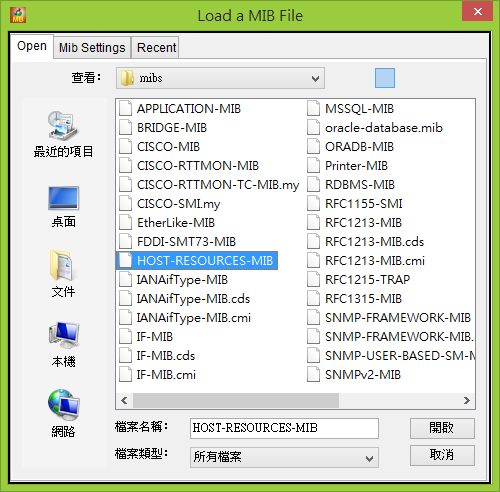 Load a MIB File
Open
Mib Settings
Recent
查看：
mibs
最近的項目
桌面
文件
本機
網路
APPLICATION-MIB
BRIDGE-MIB
CISCO-MIB
CISCO-RTTMON-MIB
CISCO-RTTMON-TC-MIB.my
CISCO-SMI.my
EtherLike-MIB
FDDI-SMT73-MIB
HOST-RESOURCES-MIB
IANAifType-MIB
IANAifType-MIB.cds
IANAifType-MIB.cmi
IF-MIB
IF-MIB.cds
IF-MIB.cmi
MSSQL-MIB
oracle-database.mib
ORADB-MIB
Printer-MIB
RDBMS-MIB
RFC1155-SMI
RFC1213-MIB
RFC1213-MIB.cds
RFC1213-MIB.cmi
RFC1215-TRAP
RFC1315-MIB
SNMP-FRAMEWORK-MIB
SNMP-FRAMEWORK-MIB.
SNMP-USER-BASED-SM-M
SNMPv2-MIB
檔案名稱：
HOST-RESOURCES-MIB
開啟
檔案類型：
所有檔案
取消